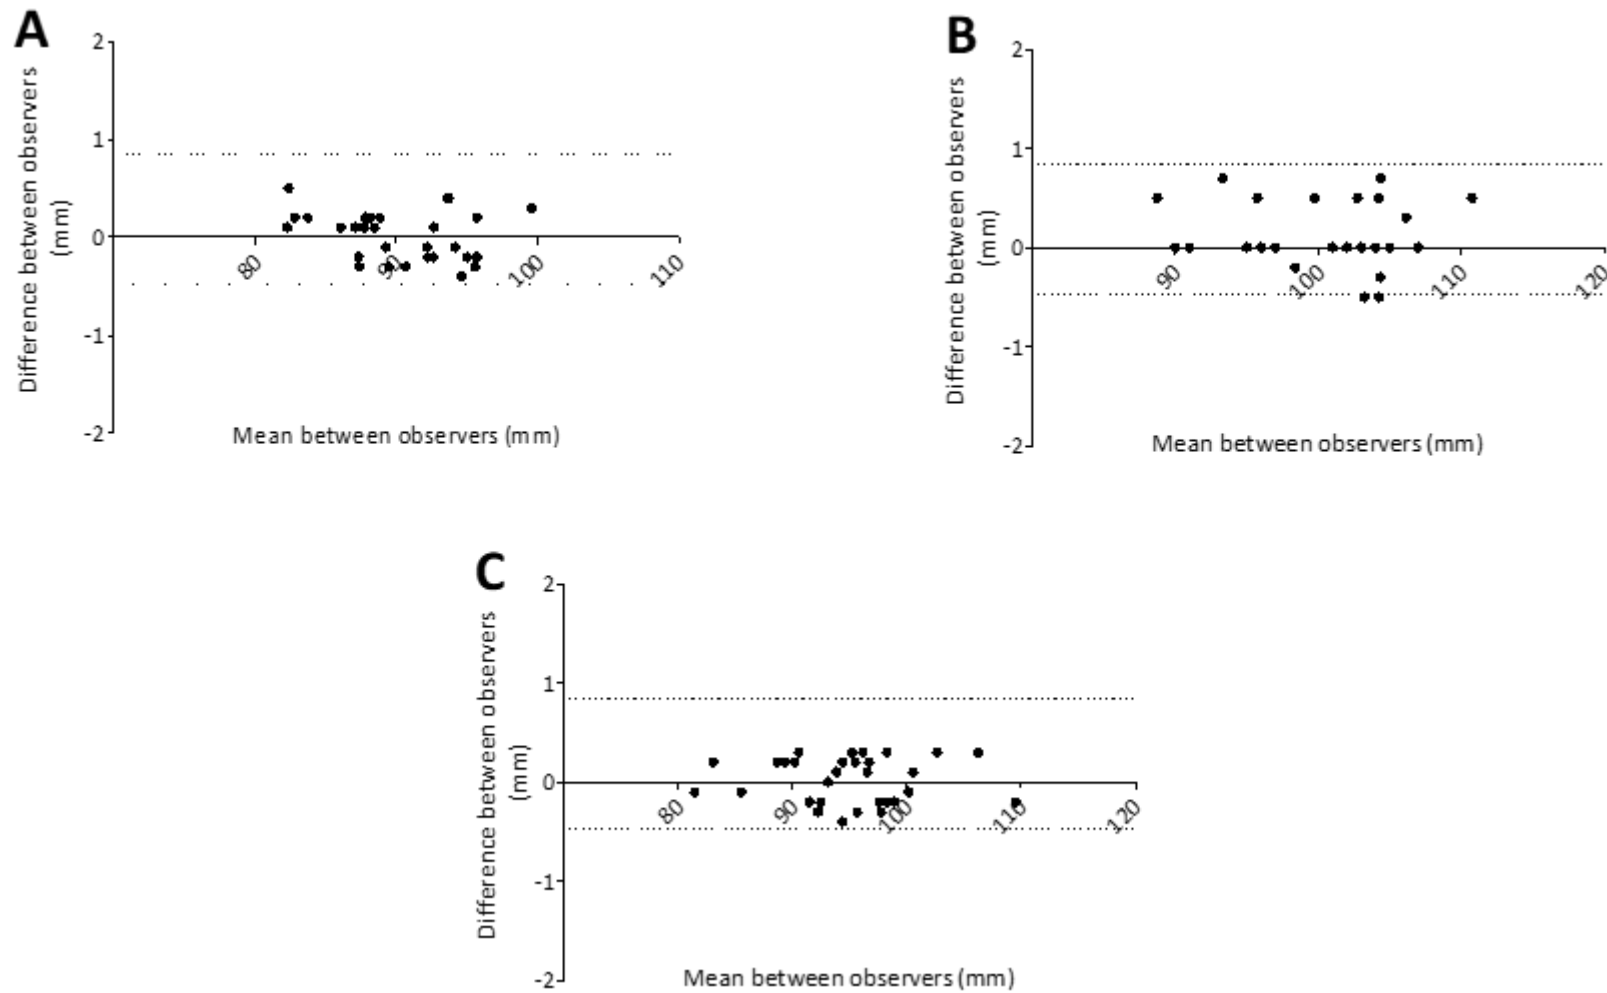 A
2
1
0
-1
-2
Difference between observers
(mm)
80
90
100
110
Mean between observers (mm)
B
2
1
0
-1
-2
Difference between observers
(mm)
90
100
110
120
Mean between observers (mm)
C
2
1
0
-1
-2
Difference between observers
(mm)
80
90
100
110
120
Mean between observers (mm)